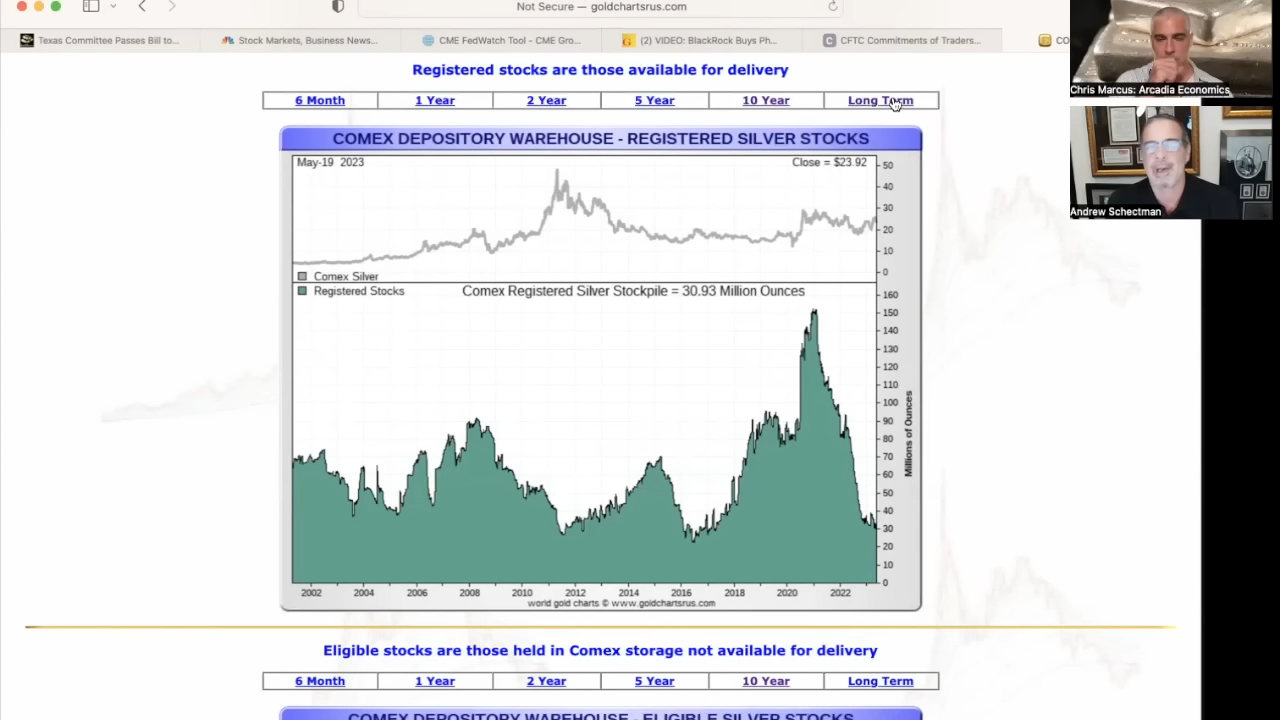 Not Secure — goldchartsrus.com
Texas Committee Passes Bill to...
Stock Markets, Business News...
CME FedWatch Tool - CME Gro...
(2) VIDEO: BlackRock Buys Ph...
CFTC Commitments of Traders...
CO
Chris Marcus: Arcadia Economics
Andrew Schectman
Registered stocks are those available for delivery
6 Month 1 Year 2 Year 5 Year 10 Year Long Term
COMEX DEPOSITORY WAREHOUSE - REGISTERED SILVER STOCKS
May-19 2023 Close = $23.92
50
40
30
20
10
0
Comex Silver
Registered Stocks Comex Registered Silver Stockpile = 30.93 Million Ounces
160
150
140
130
120
110
100
90
80
70
60
50
40
30
20
10
0
Millions of Ounces
2002 2004 2006 2008 2010 2012 2014 2016 2018 2020 2022
world gold charts © www.goldchartsrus.com
Eligible stocks are those held in Comex storage not available for delivery
6 Month 1 Year 2 Year 5 Year 10 Year Long Term
COMEX DEPOSITORY WAREHOUSE - ELIGIBLE SILVER STOCKS